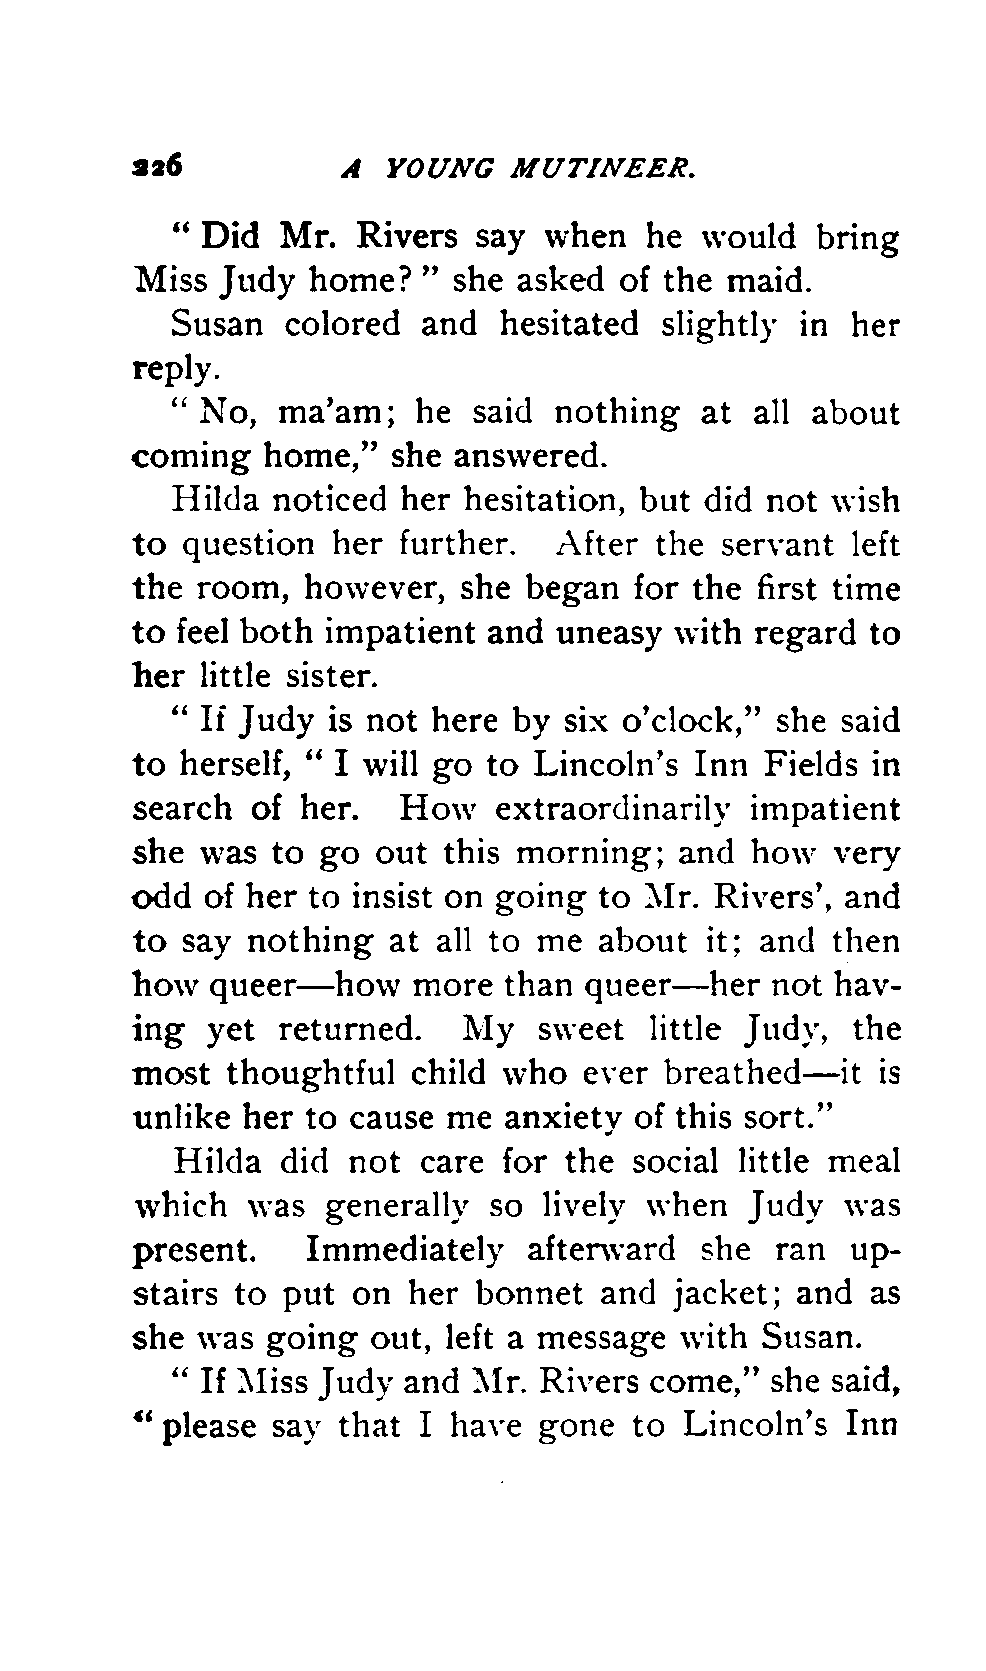 226 A YOUNG MUTINEER.
" Did Mr. Rivers say when he would bring
Miss Judy home? " she asked of the maid.
Susan colored and hesitated slightly in her
reply.
" No, ma'am; he said nothing at all about
coming home," she answered.
Hilda noticed her hesitation, but did not wish
to question her further. After the servant left
the room, however, she began for the first time
to feel both impatient and uneasy with regard to
her little sister.
" If Judy is not here by six o'clock," she said
to herself, " I will go to Lincoln's Inn Fields in
search of her. How extraordinarily impatient
she was to go out this morning; and how very
odd of her to insist on going to Mr. Rivers', and
to say nothing at all to me about it; and then
how queer—how more than queer—her not hav-
ing yet returned. My sweet little Judy, the
most thoughtful child who ever breathed—it is
unlike her to cause me anxiety of this sort."
Hilda did not care for the social little meal
which was generally so lively when Judy was
present. Immediately afterward she ran up-
stairs to put on her bonnet and jacket; and as
she was going out, left a message with Susan.
" If Miss Judy and Mr. Rivers come," she said,
" please say that I have gone to Lincoln's Inn